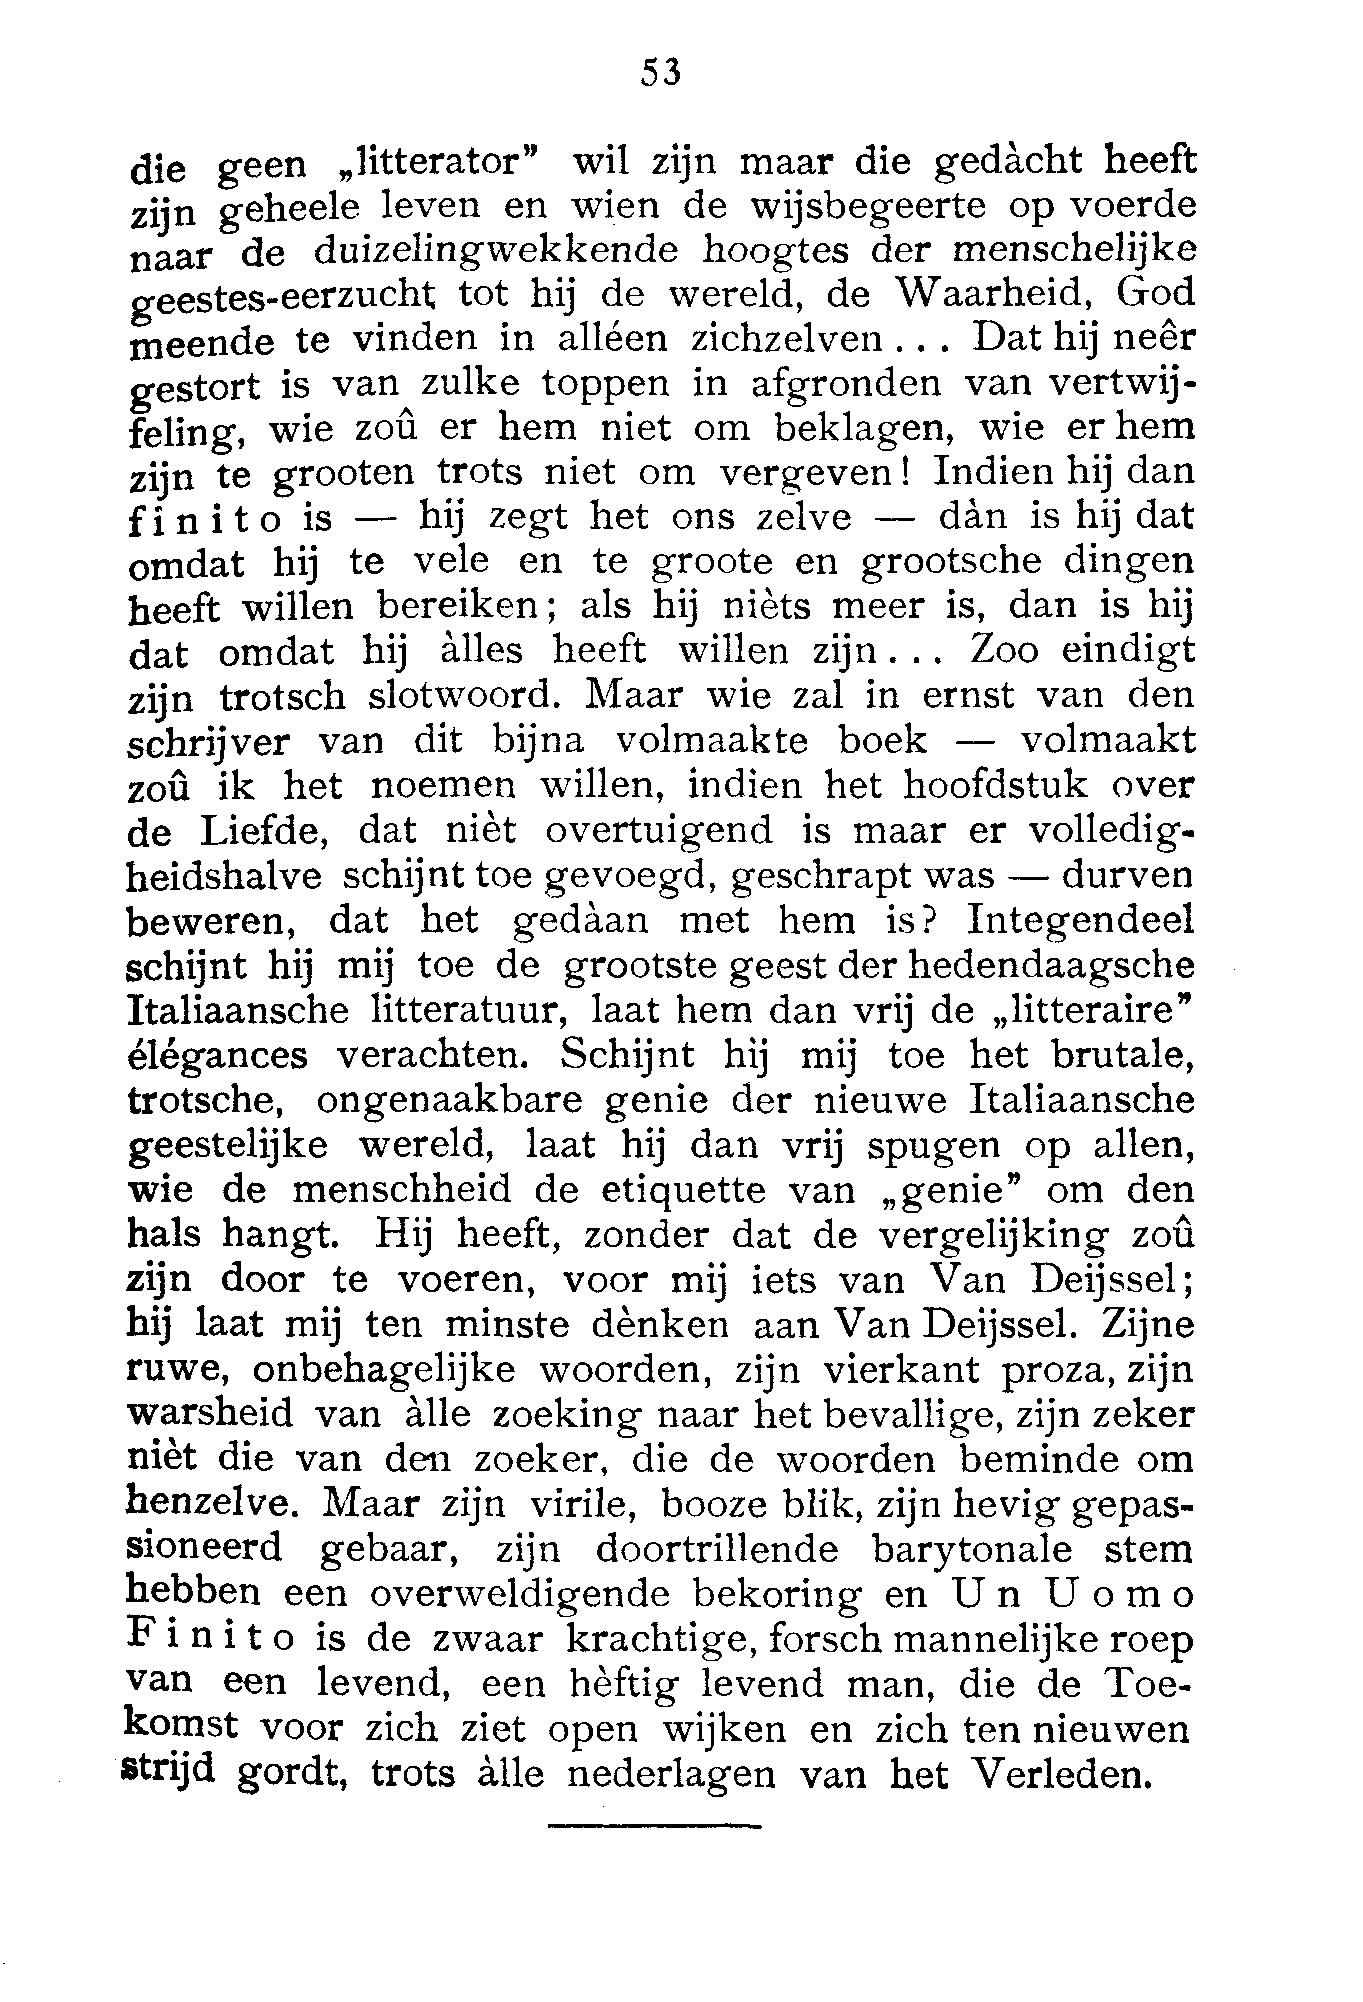 53
die geen „litterator” wil zijn maar die gedàcht heeft
zijn geheele leven en wien de wijsbegeerte op voerde
naar de duizelingwekkende hoogtes der menschelijke
geestes-eerzucht tot hij de wereld, de Waarheid, God
meende te vinden in alléen zichzelven . . . Dat hij neêr
gestort is van zulke toppen in afgronden van vertwij-
feling, wie zoû er hem niet om beklagen, wie er hem
zijn te grooten trots niet om vergeven! Indien hij dan
f i n i t o is — hij zegt het ons zelve — dàn is hij dat
omdat hij te vele en te groote en grootsche dingen
heeft willen bereiken; als hij nièts meer is, dan is hij
dat omdat hij àlles heeft willen zijn . . . Zoo eindigt
zijn trotsch slotwoord. Maar wie zal in ernst van den
schrijver van dit bijna volmaakte boek — volmaakt
zoû ik het noemen willen, indien het hoofdstuk over
de Liefde, dat nièt overtuigend is maar er volledig-
heidshalve schijnt toe gevoegd, geschrapt was — durven
beweren, dat het gedàan met hem is? Integendeel
schijnt hij mij toe de grootste geest der hedendaagsche
Italiaansche litteratuur, laat hem dan vrij de „litteraire”
élégances verachten. Schijnt hij mij toe het brutale,
trotsche, ongenaakbare genie der nieuwe Italiaansche
geestelijke wereld, laat hij dan vrij spugen op allen,
wie de menschheid de etiquette van „genie” om den
hals hangt. Hij heeft, zonder dat de vergelijking zoû
zijn door te voeren, voor mij iets van Van Deijssel;
hij laat mij ten minste dènken aan Van Deijssel. Zijne
ruwe, onbehagelijke woorden, zijn vierkant proza, zijn
warsheid van àlle zoeking naar het bevallige, zijn zeker
nièt die van den zoeker, die de woorden beminde om
henzelve. Maar zijn virile, booze blik, zijn hevig gepas-
sioneerd gebaar, zijn doortrillende barytonale stem
hebben een overweldigende bekoring en U n U o m o
F i n i t o is de zwaar krachtige, forsch mannelijke roep
van een levend, een hèftig levend man, die de Toe-
komst voor zich ziet open wijken en zich ten nieuwen
strijd gordt, trots àlle nederlagen van het Verleden.